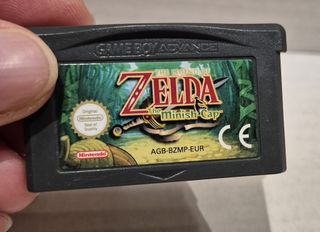 GAME BOY ADVANCE
THE LEGEND OF
ZELDA
The Minish Cap
Original
Nintendo
Seal of Quality
Nintendo
CE
AGB-BZMP-EUR